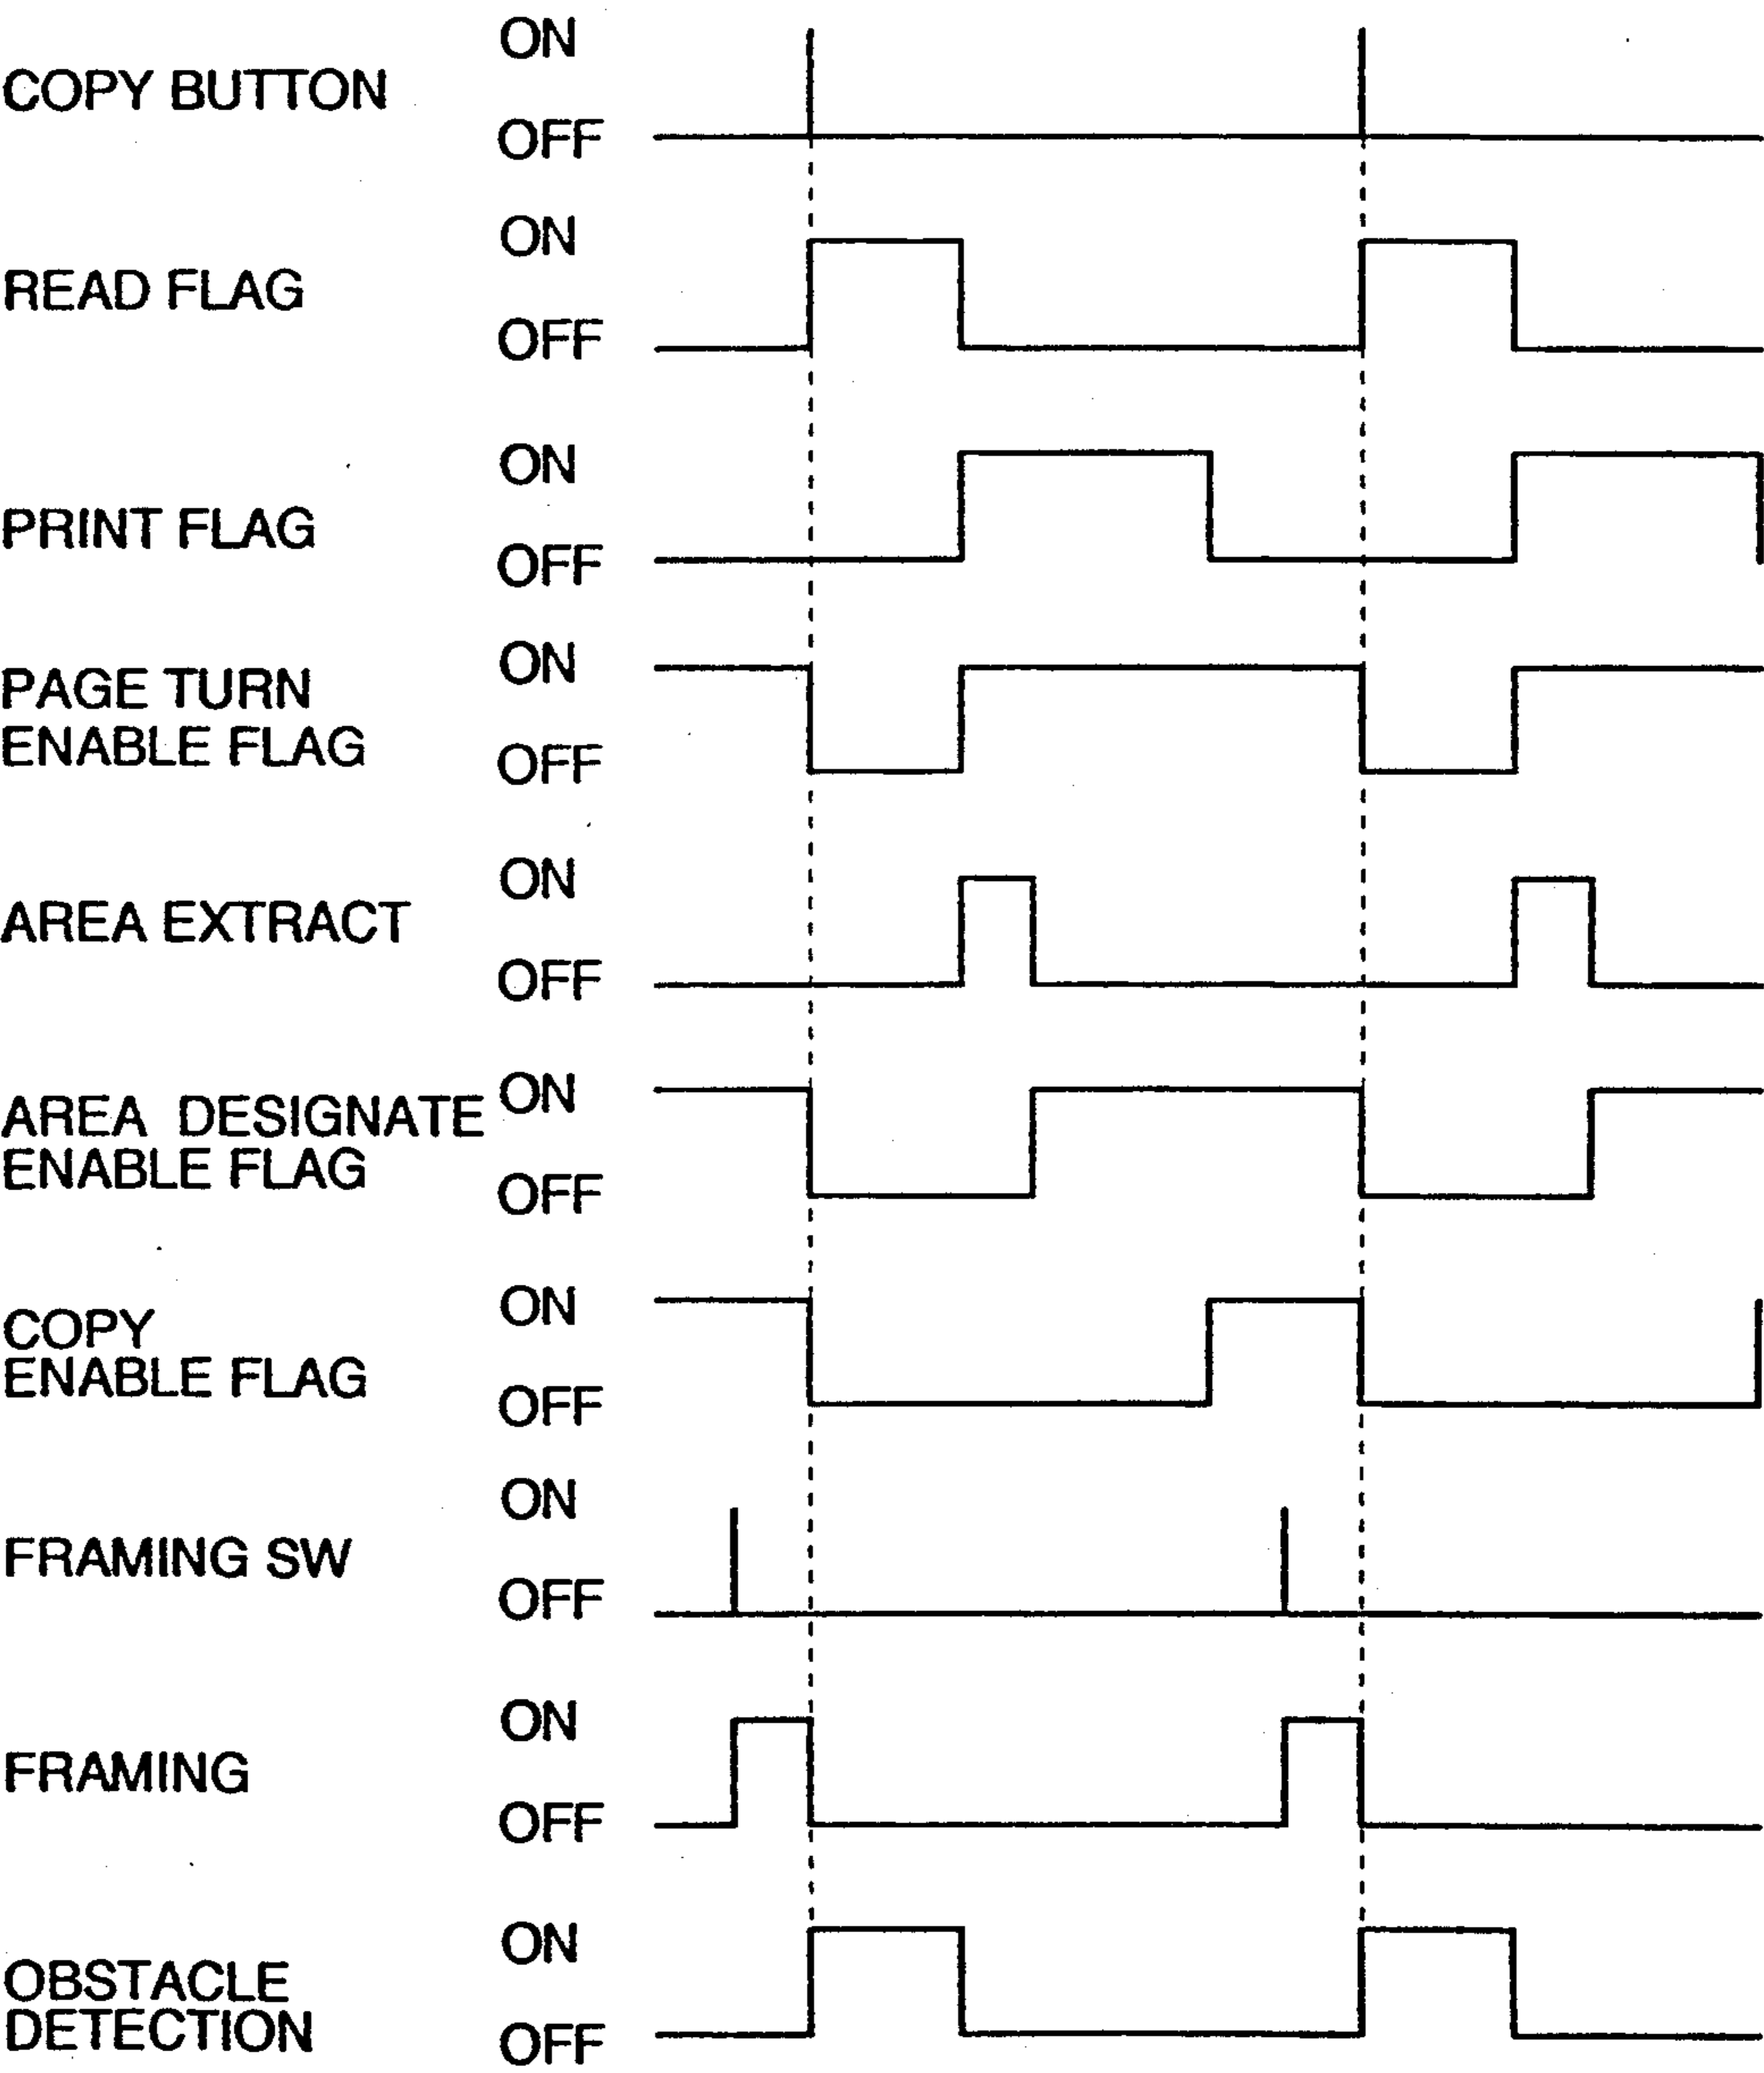 ON
COPY BUTTON
OFF
ON
READ FLAG
OFF
ON
PRINT FLAG
OFF
ON
PAGE TURN
ENABLE FLAG
OFF
ON
AREA EXTRACT
OFF
ON
AREA DESIGNATE
ENABLE FLAG
OFF
ON
COPY
ENABLE FLAG
OFF
ON
FRAMING SW
OFF
ON
FRAMING
OFF
ON
OBSTACLE
DETECTION
OFF